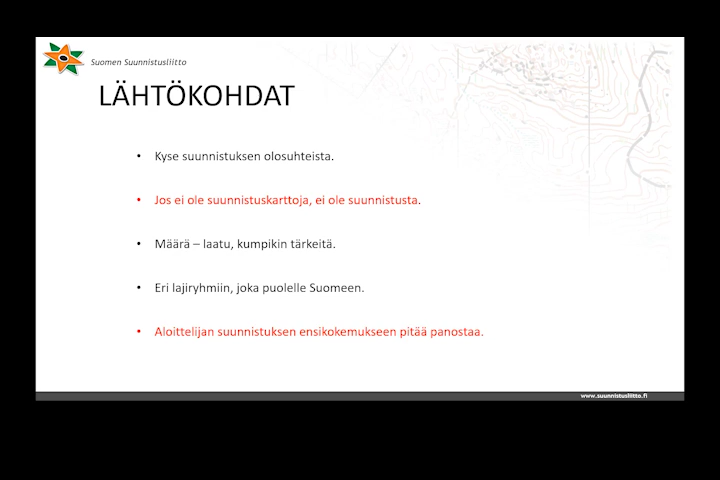 Suomen Suunnistusliitto
LÄHTÖKOHDAT
• Kyse suunnistuksen olosuhteista.
• Jos ei ole suunnistuskarttoja, ei ole suunnistusta.
• Määrä – laatu, kumpikin tärkeitä.
• Eri lajiryhmiin, joka puolelle Suomeen.
• Aloittelijan suunnistuksen ensikokemukseen pitää panostaa.
www.suunnistusliitto.fi